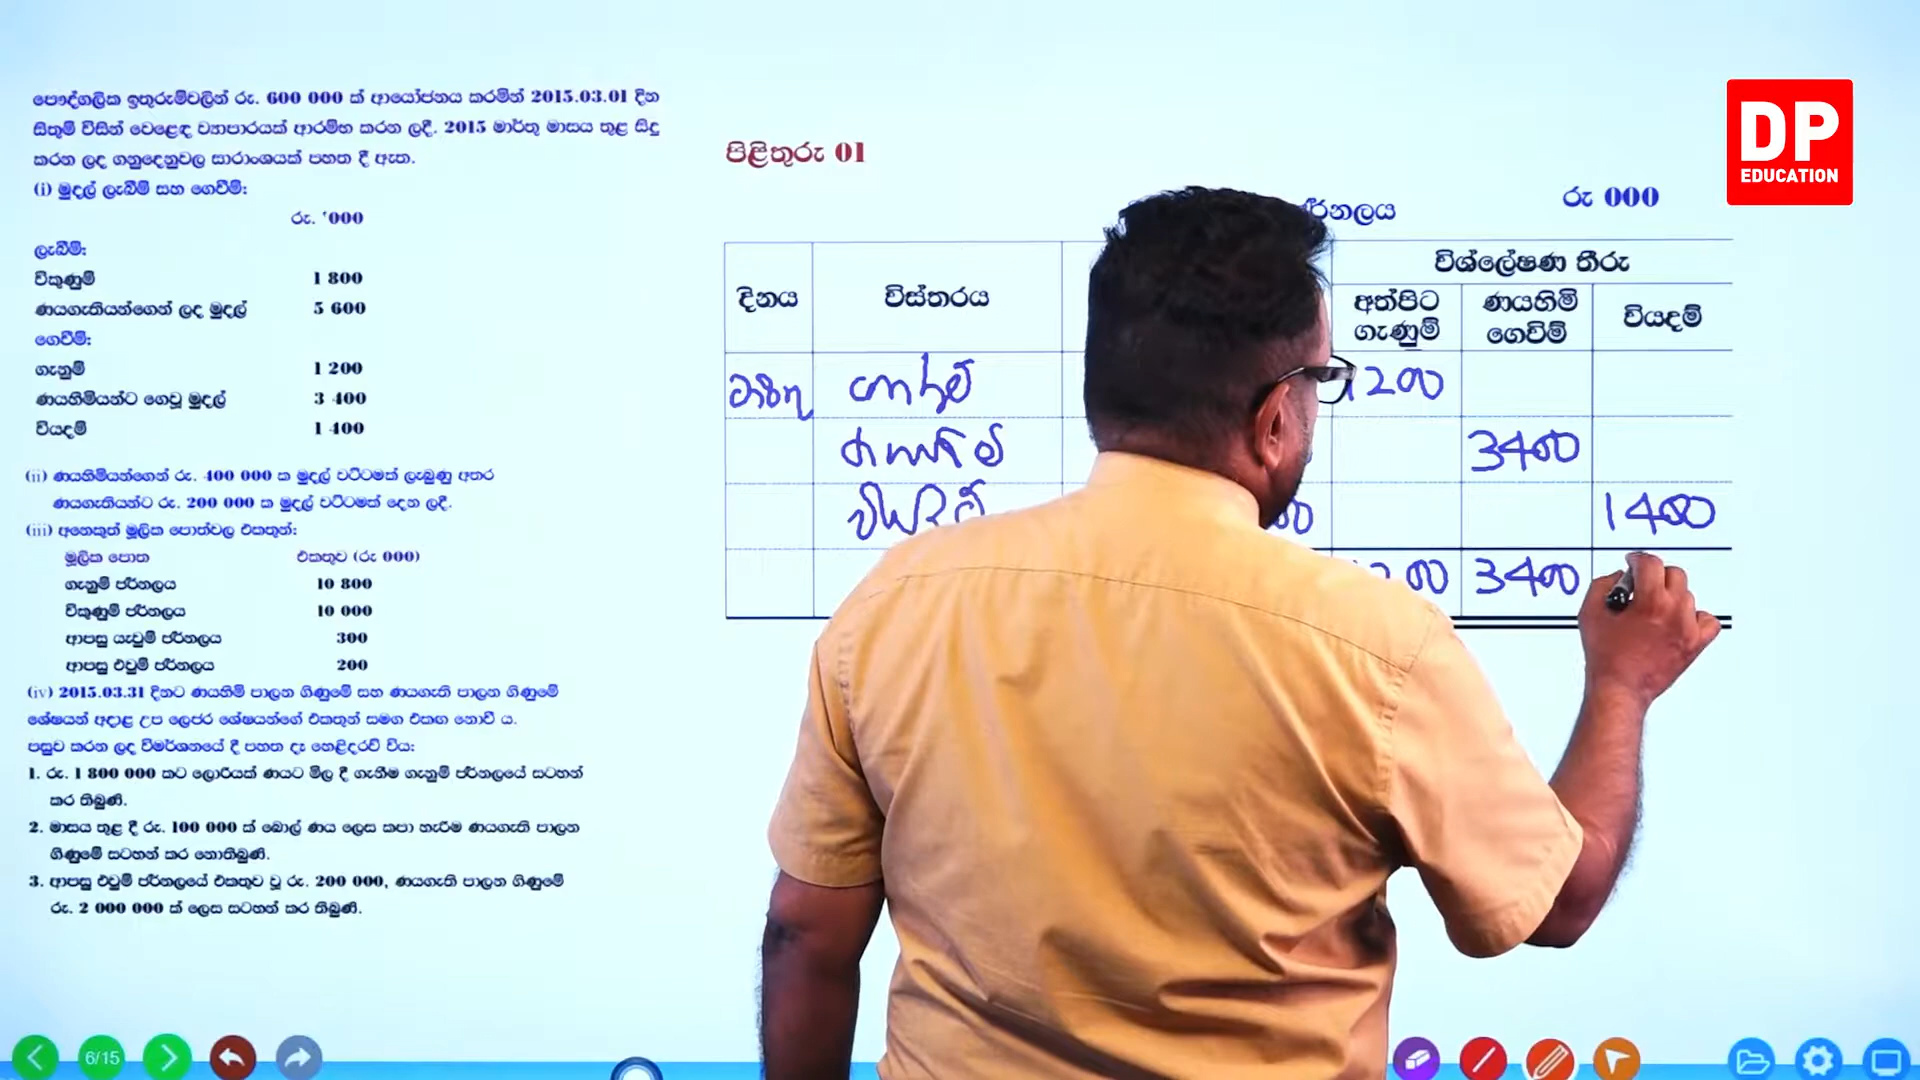 පෞද්ගලික ඉතුරුම්වලින් රු. 600 000 ක් ආයෝජනය කරමින් 2015.03.01 දින
සිතුමි විසින් වෙළෙඳ ව්‍යාපාරයක් ආරම්භ කරන ලදී. 2015 මාර්තු මාසය තුළ සිදු
කරන ලද ගනුදෙනුවල සාරාංශයක් පහත දී ඇත.
(i) මුදල් ලැබීම් සහ ගෙවීම්:
රු. '000
ලැබීම්:
විකුණුම් 1 800
ණයගැතියන්ගෙන් ලද මුදල් 5 600
ගෙවීම්:
ගැනුම් 1 200
ණයහිමියන්ට ගෙවූ මුදල් 3 400
වියදම් 1 400
(ii) ණයහිමියන්ගෙන් රු. 400 000 ක මුදල් වට්ටමක් ලැබුණු අතර
ණයගැතියන්ට රු. 200 000 ක මුදල් වට්ටමක් දෙන ලදී.
(iii) අනෙකුත් මූලික පොත්වල එකතුන්:
මූලික පොත එකතුව (රු 000)
ගැනුම් ජර්නලය 10 800
විකුණුම් ජර්නලය 10 000
ආපසු යැවුම් ජර්නලය 300
ආපසු එවුම් ජර්නලය 200
(iv) 2015.03.31 දිනට ණයහිමි පාලන ගිණුමේ සහ ණයගැති පාලන ගිණුමේ
ශේෂයන් අදාළ උප ලෙජර ශේෂයන්ගේ එකතුන් සමග එකඟ නොවී ය.
පසුව කරන ලද විමර්ශනයේ දී පහත දෑ හෙළිදරව් විය:
1. රු. 1 800 000 කට ලොරියක් ණයට මිල දී ගැනීම ගැනුම් ජර්නලයේ සටහන්
කර තිබුණි.
2. මාසය තුළ දී රු. 100 000 ක් බොල් ණය ලෙස කපා හැරීම ණයගැති පාලන
ගිණුමේ සටහන් කර නොතිබුණි.
3. ආපසු එවුම් ජර්නලයේ එකතුව වූ රු. 200 000, ණයගැති පාලන ගිණුමේ
රු. 2 000 000 ක් ලෙස සටහන් කර තිබුණි.
පිළිතුරු 01
රු 000
දිනය විස්තරය විශ්ලේෂණ තීරු
අත්පිට ගැණුම් ණයහිමි ගෙවිම් වියදම්
මාර්තු ගැනුම් 1200
3400
වියදම් 1400
3400
DP
EDUCATION
6/15